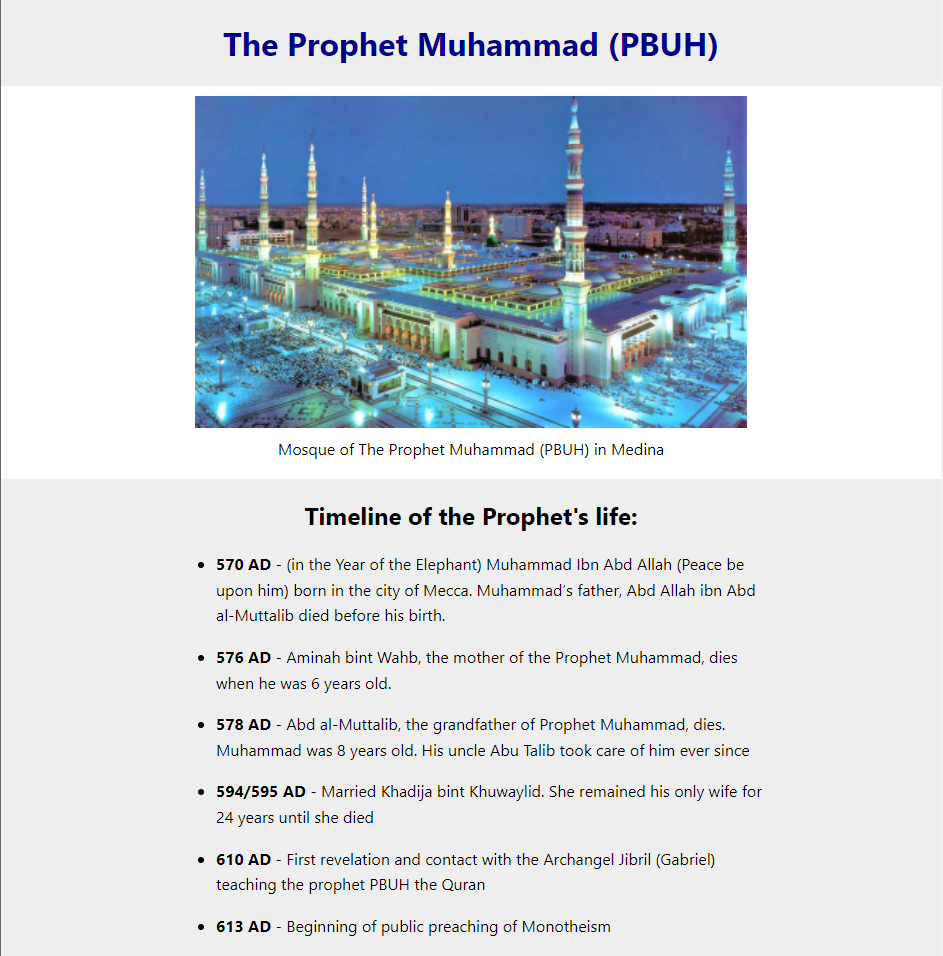 The Prophet Muhammad (PBUH)
Mosque of The Prophet Muhammad (PBUH) in Medina
Timeline of the Prophet's life:
570 AD - (in the Year of the Elephant) Muhammad Ibn Abd Allah (Peace be
upon him) born in the city of Mecca. Muhammad’s father, Abd Allah ibn Abd
al-Muttalib died before his birth.
576 AD - Aminah bint Wahb, the mother of the Prophet Muhammad, dies
when he was 6 years old.
578 AD - Abd al-Muttalib, the grandfather of Prophet Muhammad, dies.
Muhammad was 8 years old. His uncle Abu Talib took care of him ever since
594/595 AD - Married Khadija bint Khuwaylid. She remained his only wife for
24 years until she died
610 AD - First revelation and contact with the Archangel Jibril (Gabriel)
teaching the prophet PBUH the Quran
613 AD - Beginning of public preaching of Monotheism